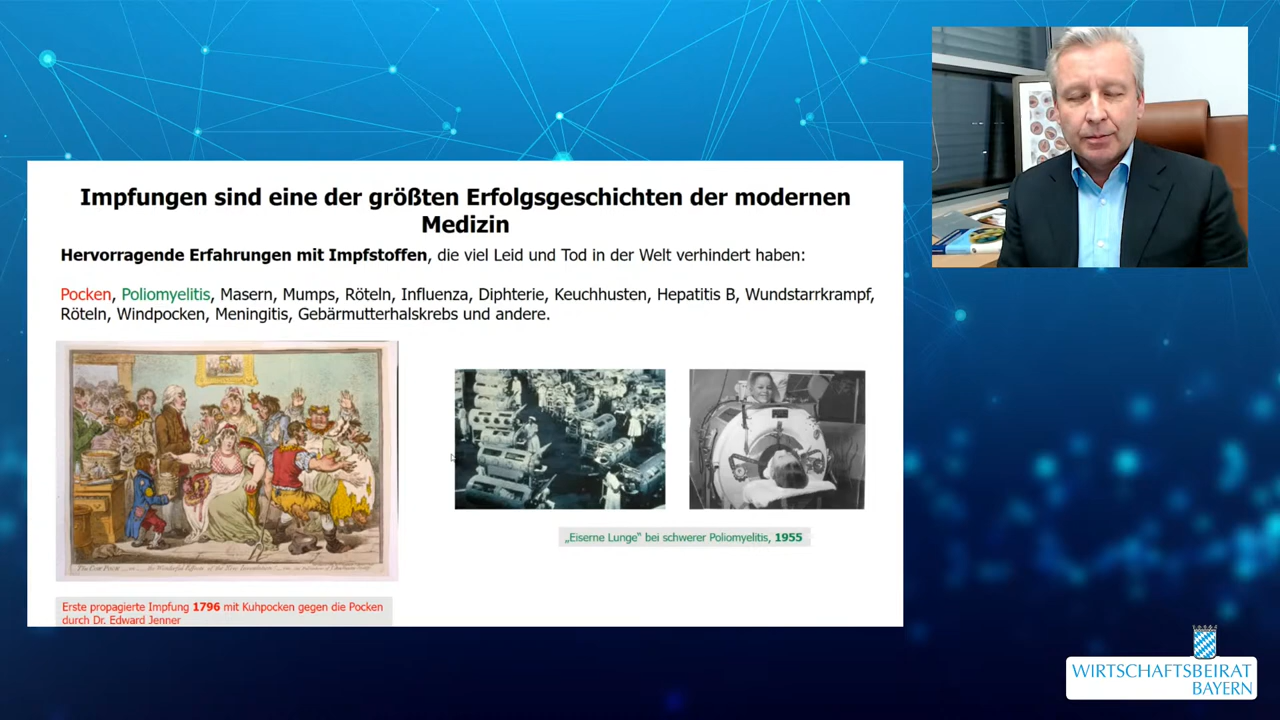 Impfungen sind eine der größten Erfolgsgeschichten der modernen
Medizin
Hervorragende Erfahrungen mit Impfstoffen, die viel Leid und Tod in der Welt verhindert haben:
Pocken, Poliomyelitis, Masern, Mumps, Röteln, Influenza, Diphterie, Keuchhusten, Hepatitis B, Wundstarrkrampf,
Röteln, Windpocken, Meningitis, Gebärmutterhalskrebs und andere.
The Cow Pock
„Eiserne Lunge“ bei schwerer Poliomyelitis, 1955
Erste propagierte Impfung 1796 mit Kuhpocken gegen die Pocken
durch Dr. Edward Jenner
WIRTSCHAFTSBEIRAT
BAYERN